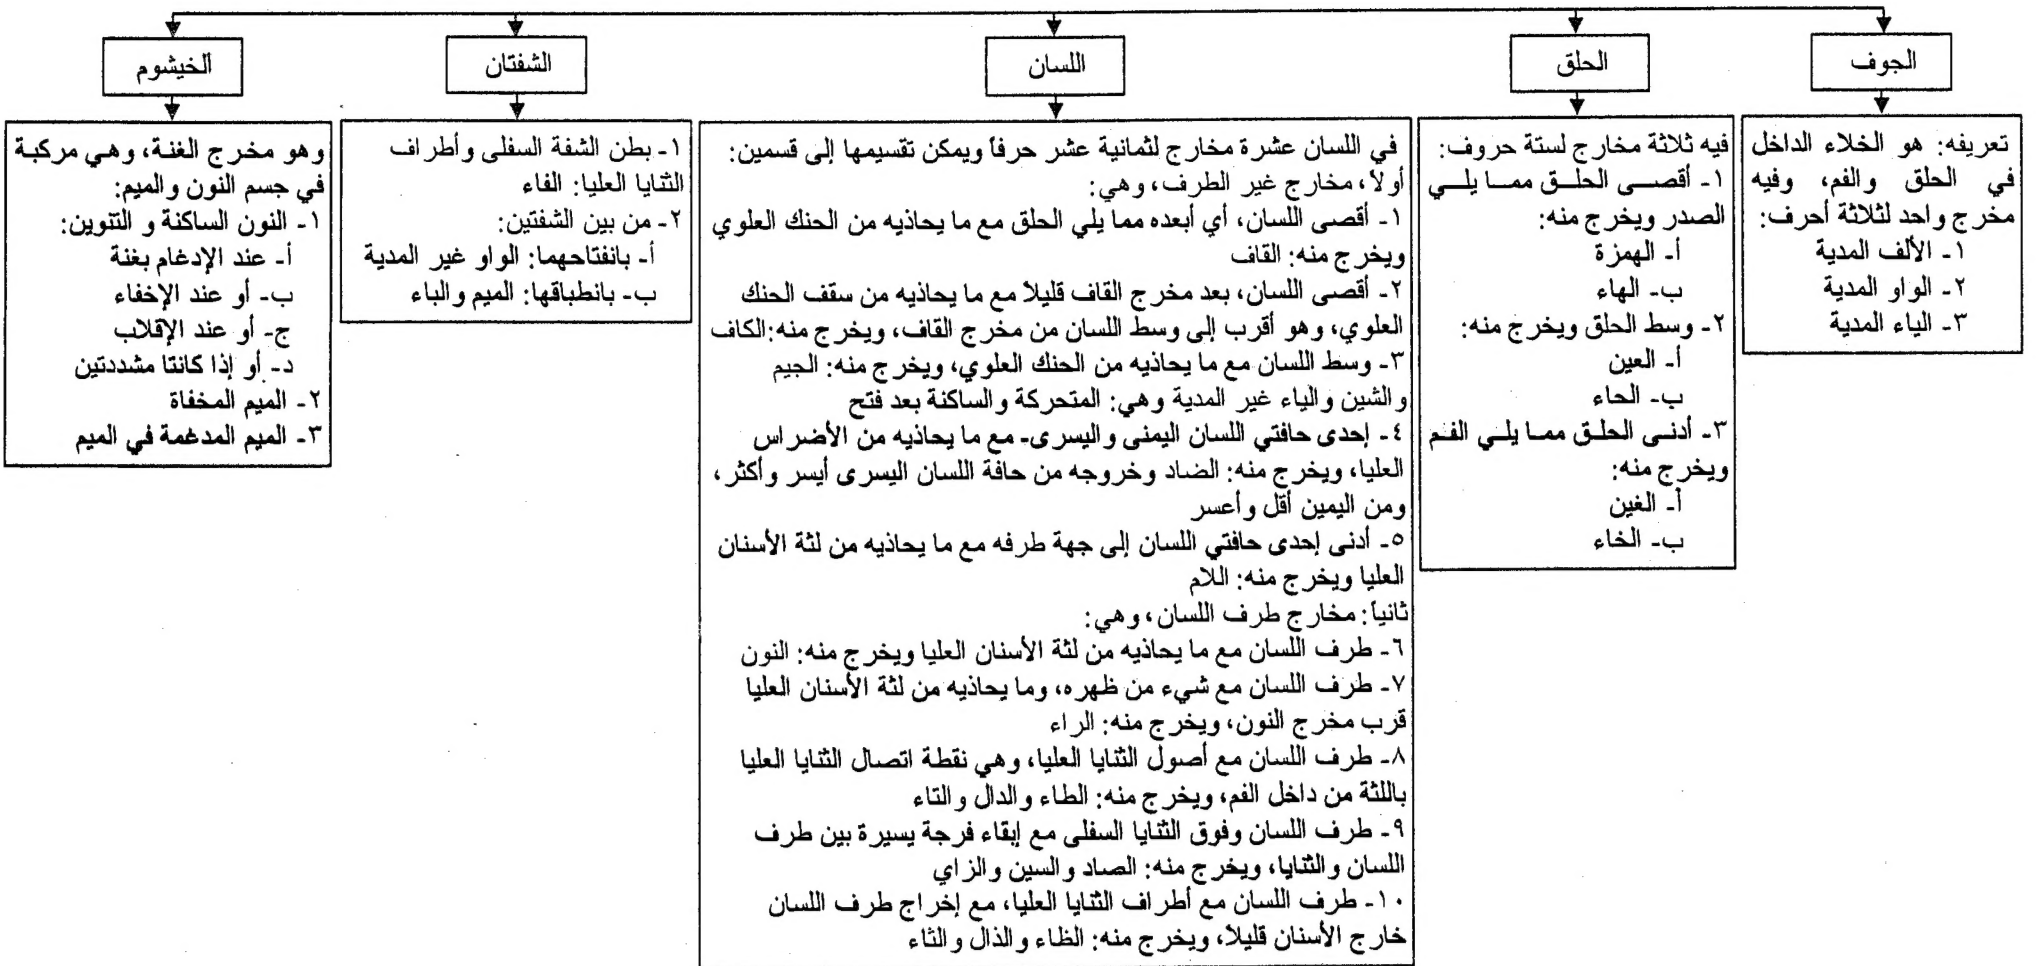 الجوف
تعريفه: هو الخلاء الداخل
في الحلق والفم، وفيه
مخرج واحد لثلاثة أحرف:
١- الألف المدية
٢- الواو المدية
٣- الياء المدية
الحلق
فيه ثلاثة مخارج لستة حروف:
١- أقصى الحلق مما يلي
الصدر ويخرج منه:
أ- الهمزة
ب- الهاء
٢- وسط الحلق ويخرج منه:
أ- العين
ب- الحاء
٣- أدنى الحلق مما يلي الفم
ويخرج منه:
أ- الغين
ب- الخاء
اللسان
في اللسان عشرة مخارج لثمانية عشر حرفاً ويمكن تقسيمها إلى قسمين:
أولاً، مخارج غير الطرف، وهي:
١- أقصى اللسان، أي أبعده مما يلي الحلق مع ما يحاذيه من الحنك العلوي
ويخرج منه: القاف
٢- أقصى اللسان، بعد مخرج القاف قليلاً مع ما يحاذيه من سقف الحنك
العلوي، وهو أقرب إلى وسط اللسان من مخرج القاف، ويخرج منه:الكاف
٣- وسط اللسان مع ما يحاذيه من الحنك العلوي، ويخرج منه: الجيم
والشين والياء غير المدية وهي: المتحركة والساكنة بعد فتح
٤- إحدى حافتي اللسان اليمنى واليسرى- مع ما يحاذيه من الأضراس
العليا، ويخرج منه: الضاد وخروجه من حافة اللسان اليسرى أيسر وأكثر،
ومن اليمين أقل وأعسر
٥- أدنى إحدى حافتي اللسان إلى جهة طرفه مع ما يحاذيه من لثة الأسنان
العليا ويخرج منه: اللام
ثانياً: مخارج طرف اللسان، وهي:
٦- طرف اللسان مع ما يحاذيه من لثة الأسنان العليا ويخرج منه: النون
٧- طرف اللسان مع شيء من ظهره، وما يحاذيه من لثة الأسنان العليا
قرب مخرج النون، ويخرج منه: الراء
٨- طرف اللسان مع أصول الثنايا العليا، وهي نقطة اتصال الثنايا العليا
باللثة من داخل الفم، ويخرج منه: الطاء والدال والتاء
٩- طرف اللسان وفوق الثنايا السفلى مع إبقاء فرجة يسيرة بين طرف
اللسان والثنايا، ويخرج منه: الصاد والسين والزاي
١٠- طرف اللسان مع أطراف الثنايا العليا، مع إخراج طرف اللسان
خارج الأسنان قليلاً، ويخرج منه: الظاء والذال والثاء
الشفتان
١- بطن الشفة السفلى وأطراف
الثنايا العليا: الفاء
٢- من بين الشفتين:
أ- بانفتاحهما: الواو غير المدية
ب- بانطباقها: الميم والباء
الخيشوم
وهو مخرج الغنة، وهي مركبة
في جسم النون والميم:
١- النون الساكنة و التنوين:
أ- عند الإدغام بغنة
ب- أو عند الإخفاء
ج- أو عند الإقلاب
د- أو إذا كانتا مشددتين
٢- الميم المخفاة
٣- الميم المدغمة في الميم